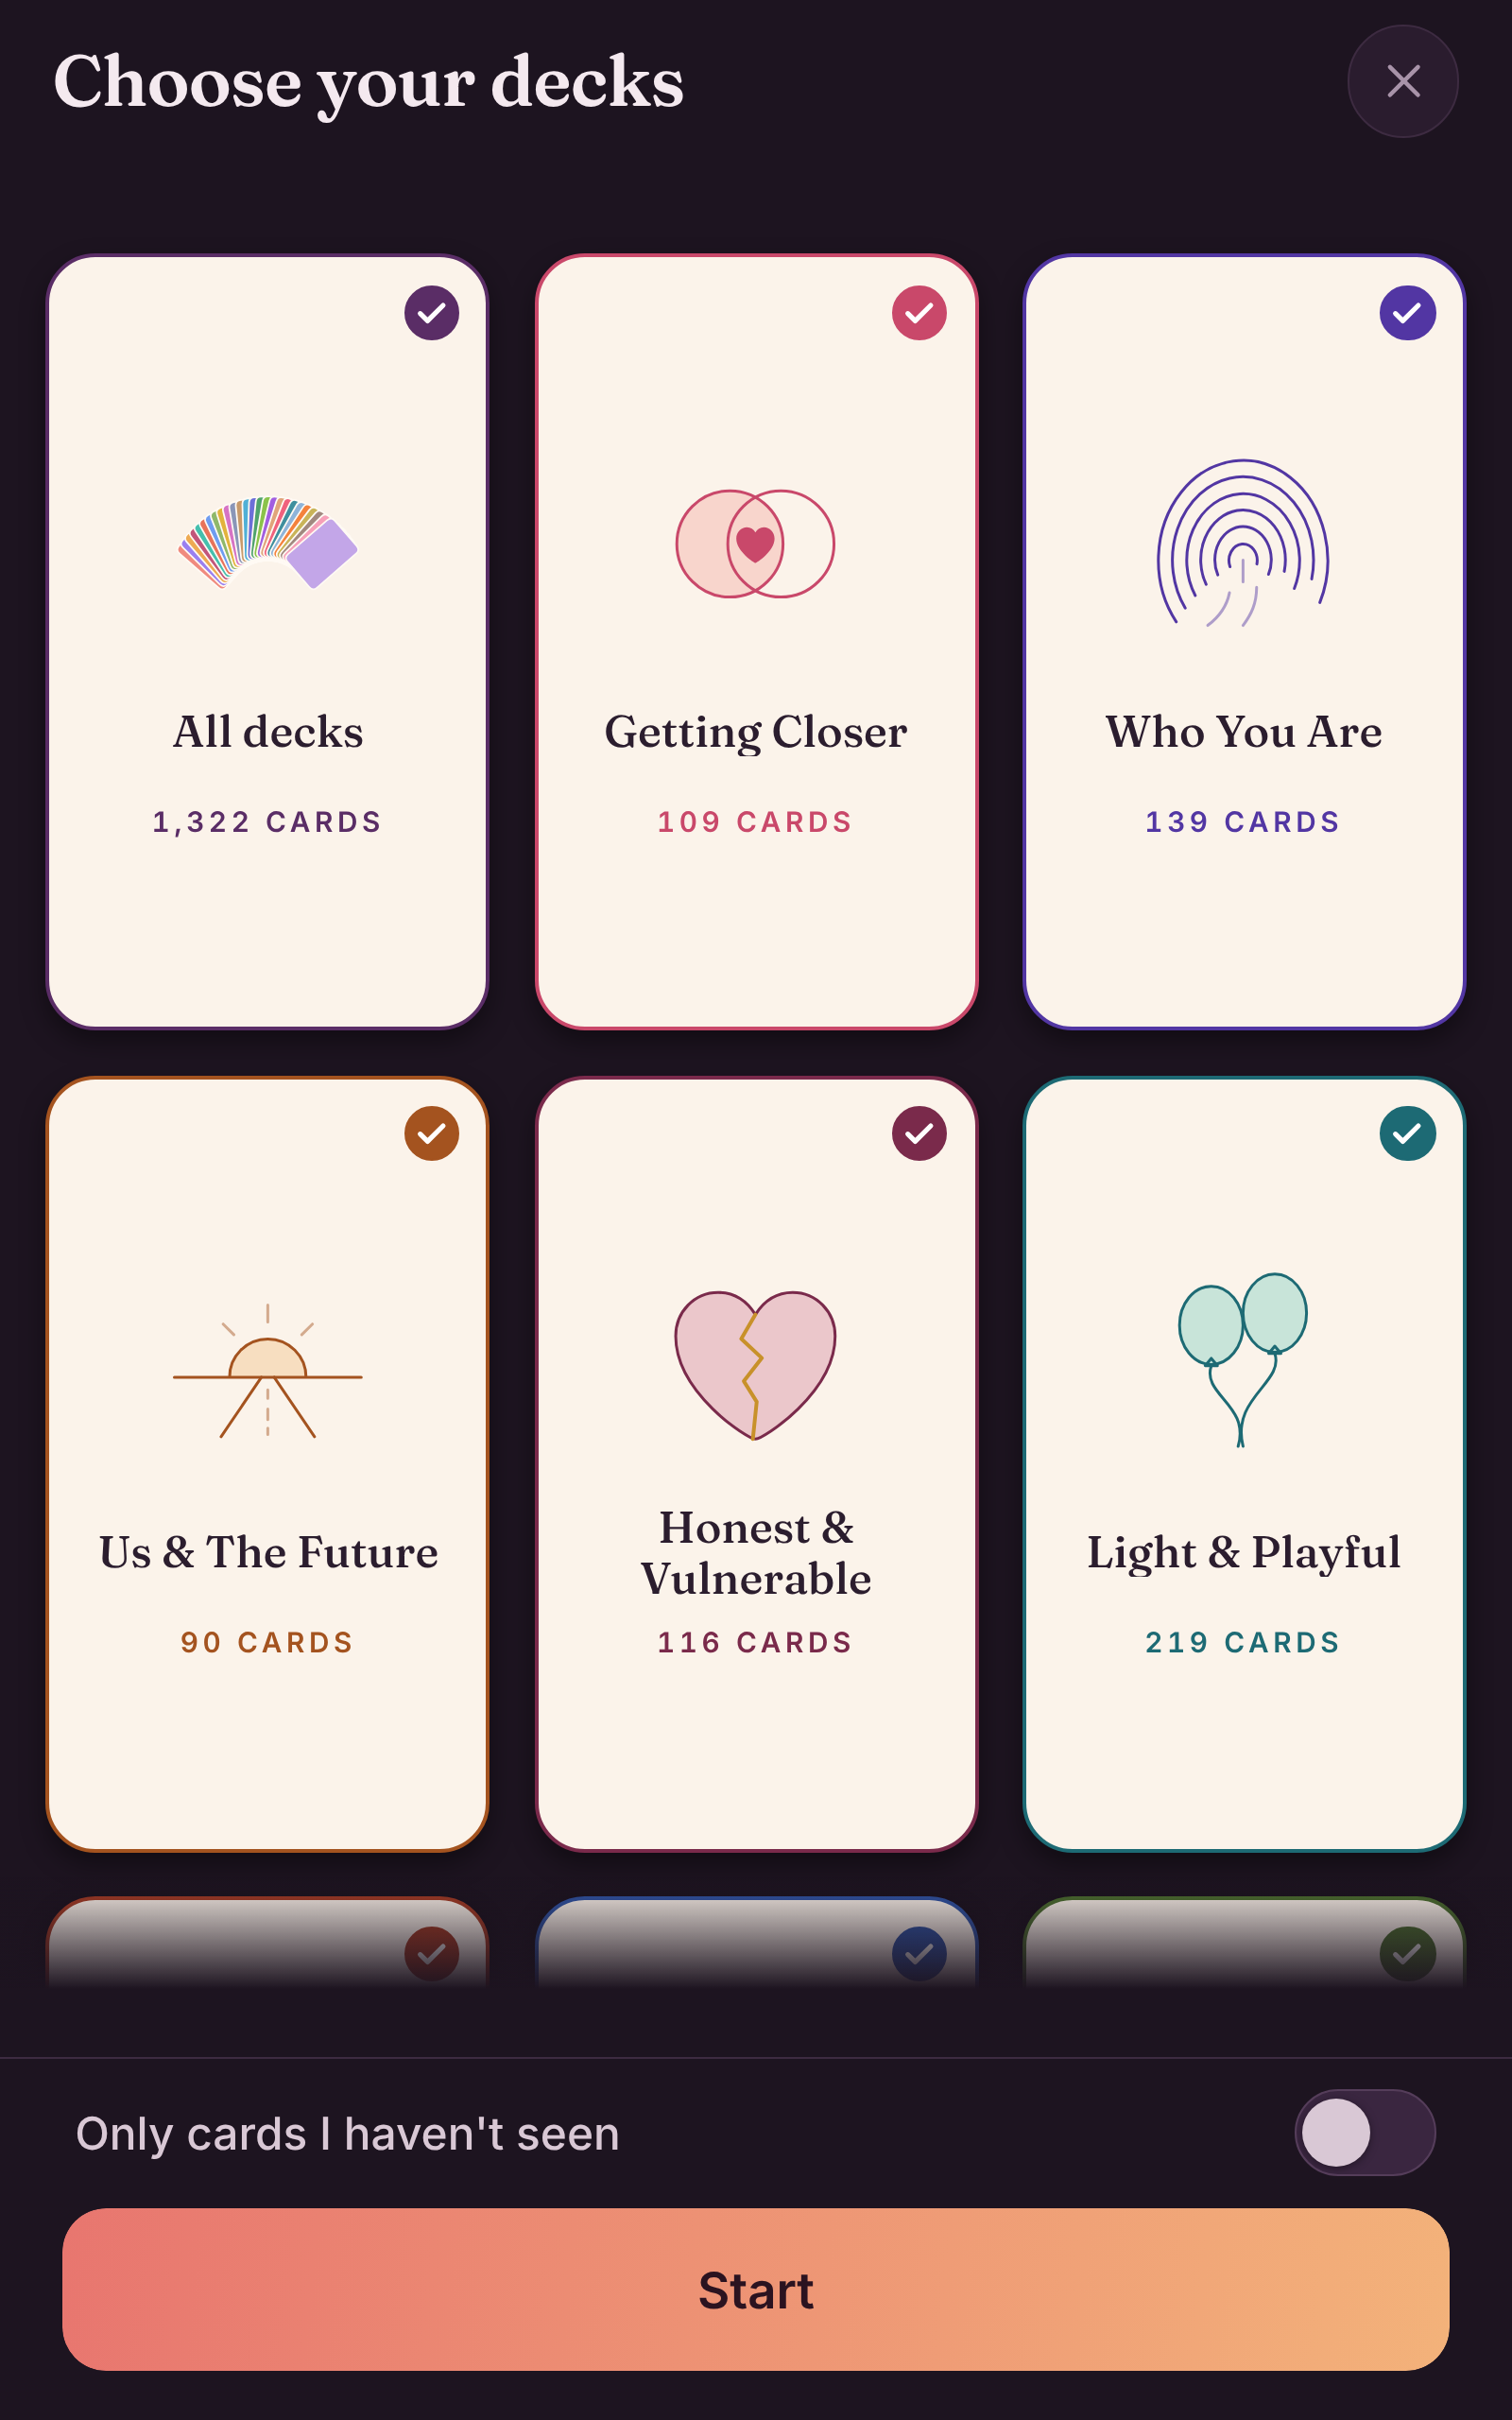 Choose your decks
All decks
1,322 CARDS
Getting Closer
109 CARDS
Who You Are
139 CARDS
Us & The Future
90 CARDS
Honest &
Vulnerable
116 CARDS
Light & Playful
219 CARDS
Only cards I haven't seen
Start